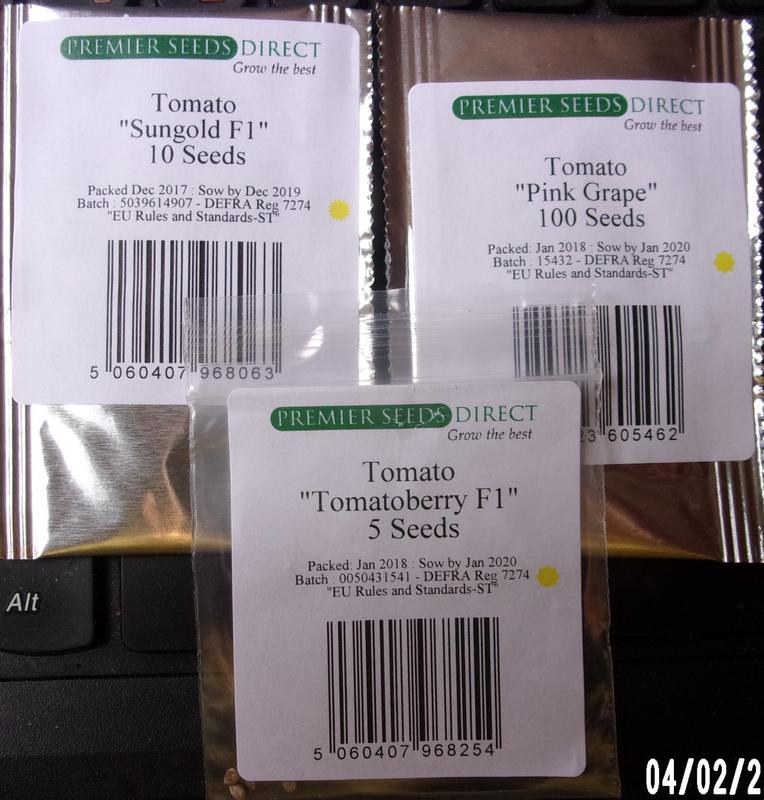 PREMIER SEEDS DIRECT
Grow the best
Tomato
"Sungold F1"
10 Seeds
Packed Dec 2017 : Sow by Dec 2019
Batch : 5039614907 - DEFRA Reg 7274
"EU Rules and Standards-ST"
5 060407 968063
PREMIER SEEDS DIRECT
Grow the best
Tomato
"Pink Grape"
100 Seeds
Packed: Jan 2018 : Sow by Jan 2020
Batch : 15432 - DEFRA Reg 7274
"EU Rules and Standards-ST"
23 605462
PREMIER SEEDS DIRECT
Grow the best
Tomato
"Tomatoberry F1"
5 Seeds
Packed: Jan 2018 : Sow by Jan 2020
Batch : 0050431541 - DEFRA Reg 7274
"EU Rules and Standards-ST"
5 060407 968254
Alt
04/02/2